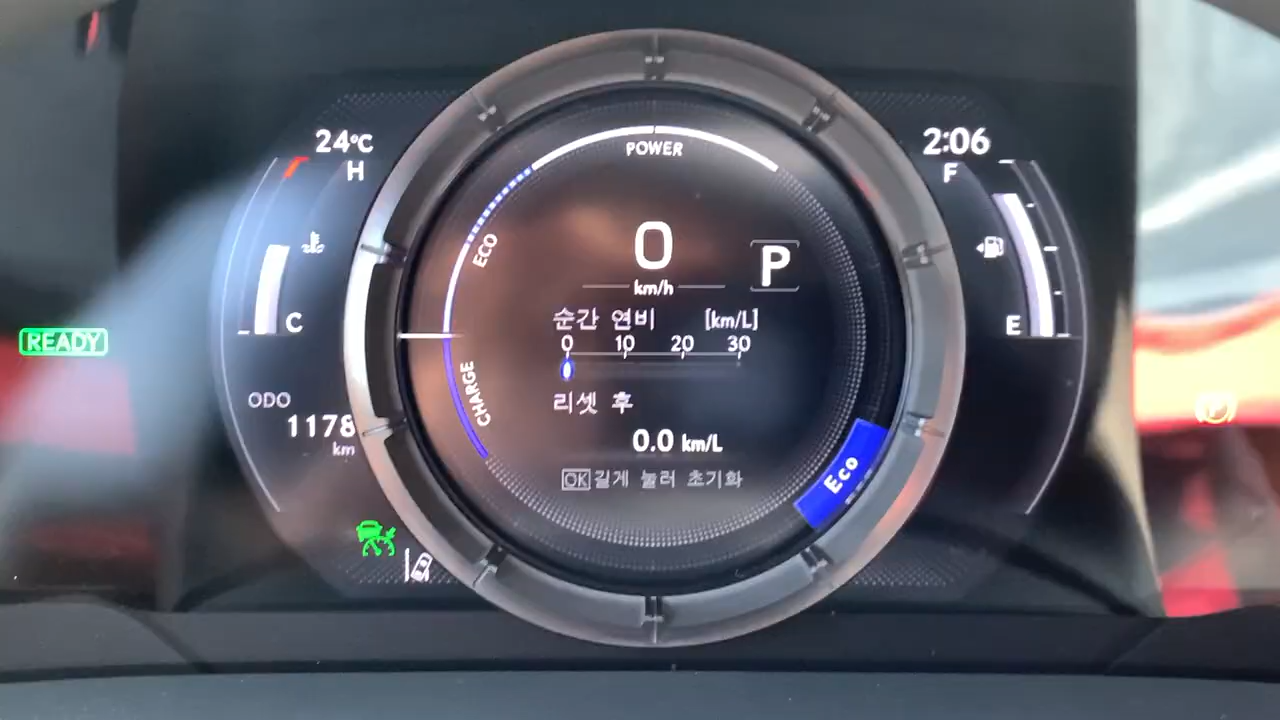 24°C
2:06
H
F
POWER
ECO
0
P
km/h
READY
C
E
순간 연비 [km/L]
0 10 20 30
CHARGE
리셋 후
ODO
1178
km
0.0 km/L
Eco
OK 길게 눌러 초기화